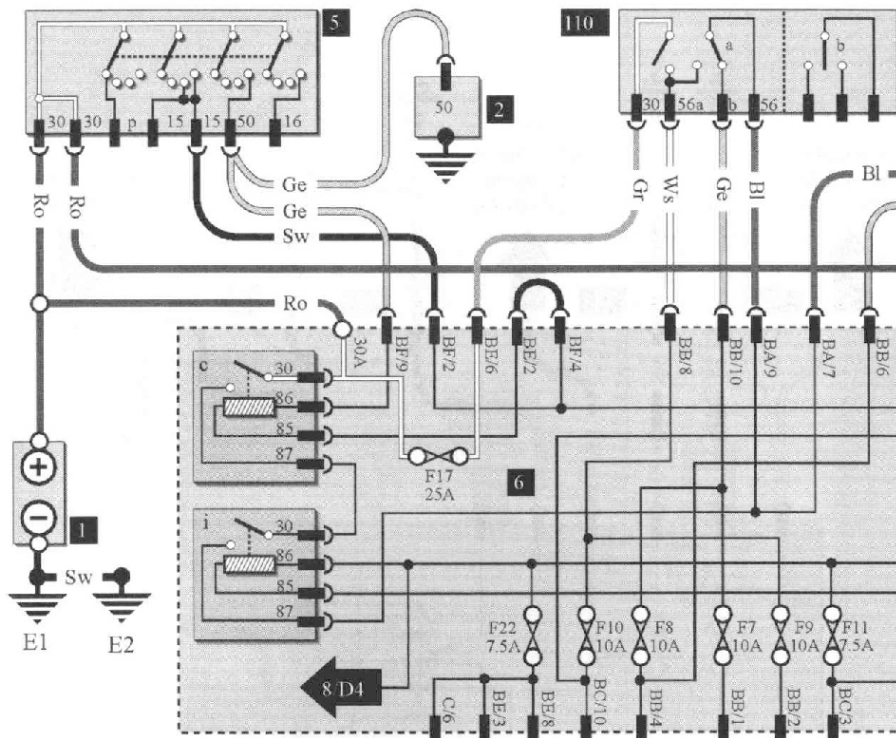 5
110
a
b
30
30
p
15
15
50
16
50
2
30
56a
b
56
Ro
Ro
Ge
Ge
Sw
Gr
Ws
Ge
Bl
Bl
Ro
30A
BF/9
BF/2
BE/6
BE/2
BF/4
BB/8
BB/10
BA/9
BA/7
BB/6
c
30
86
85
87
F17
25A
6
1
i
30
86
85
87
Sw
E1
E2
F22
7.5A
F10
10A
F8
10A
F7
10A
F9
10A
F11
7.5A
8/D4
C/6
BE/3
BE/8
BC/10
BB/4
BB/1
BB/2
BC/3